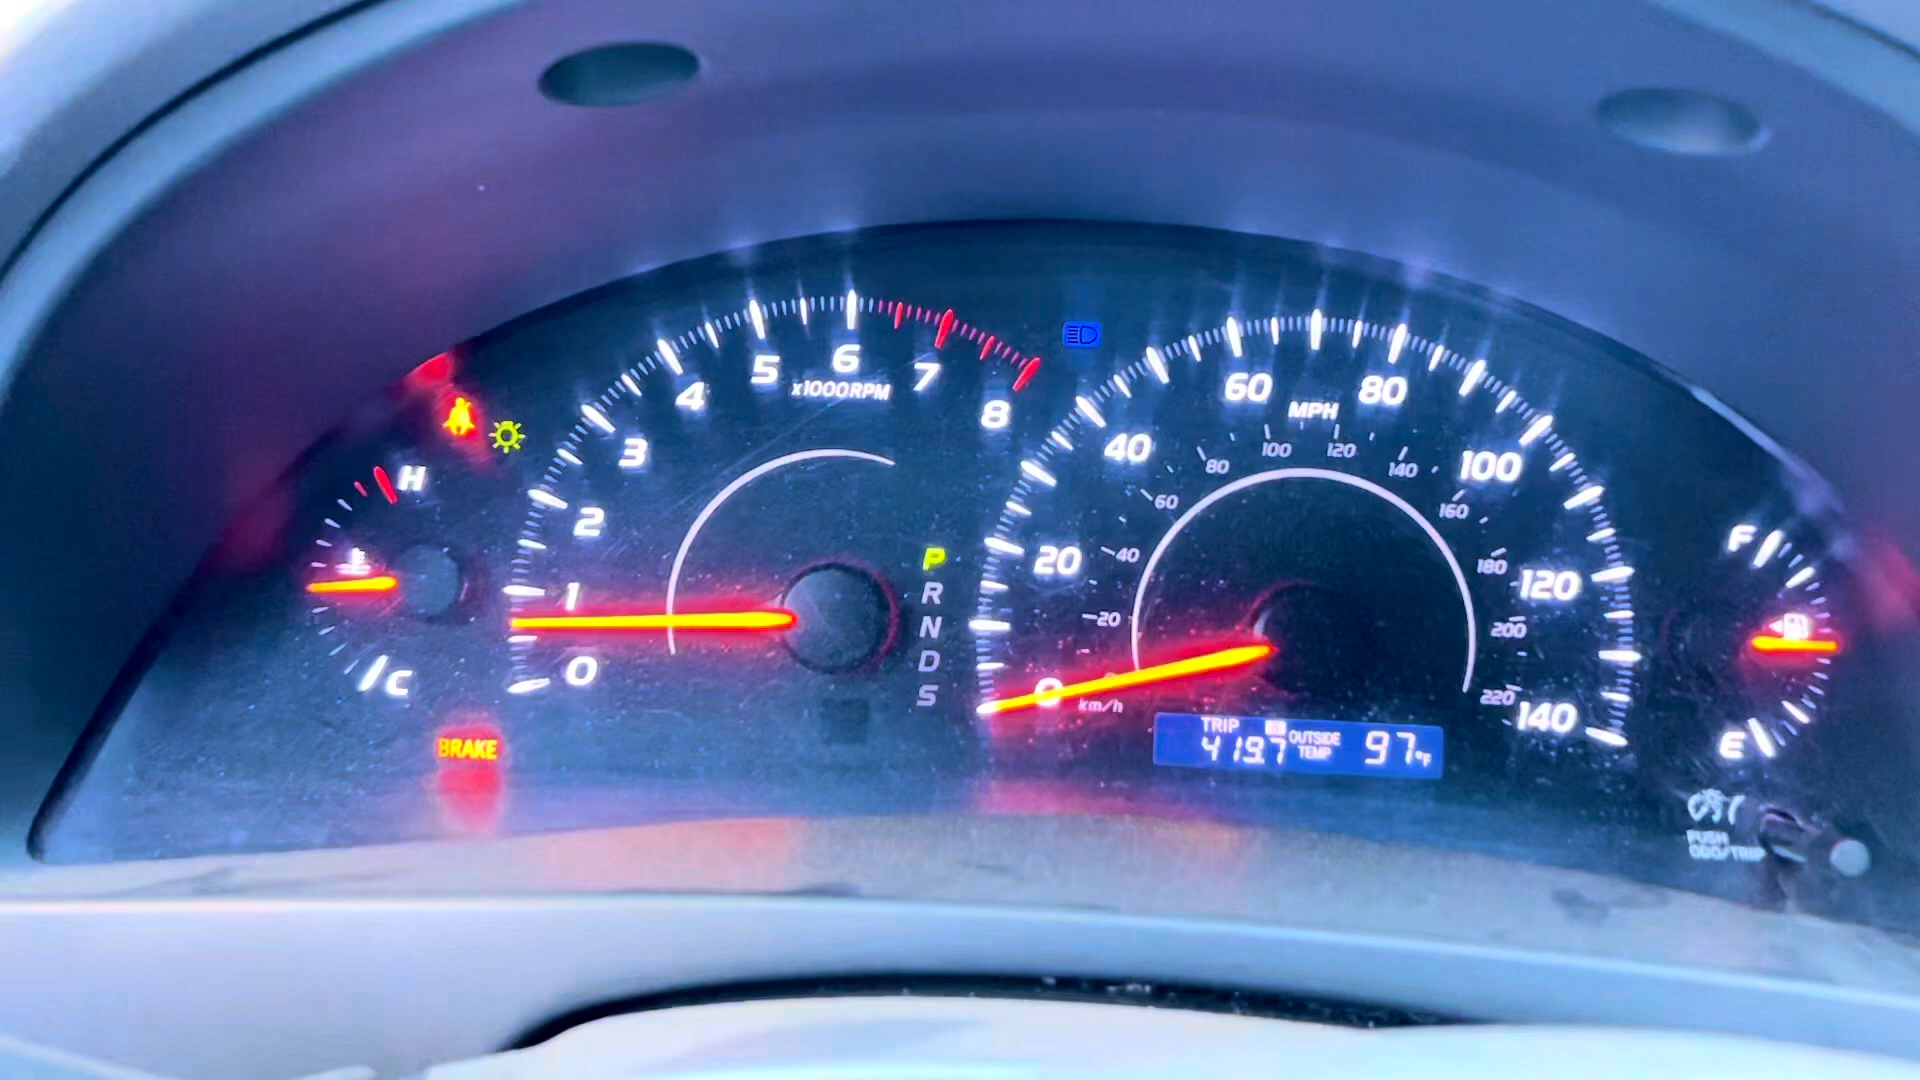 H
C
BRAKE
0
1
2
3
4
5
6
7
8
x1000RPM
P
R
N
D
S
0
20
40
60
80
100
120
140
MPH
20
40
60
80
100
120
140
160
180
200
220
km/h
TRIP
419.7
OUTSIDE
TEMP
97°F
F
E
PUSH
ODO/TRIP